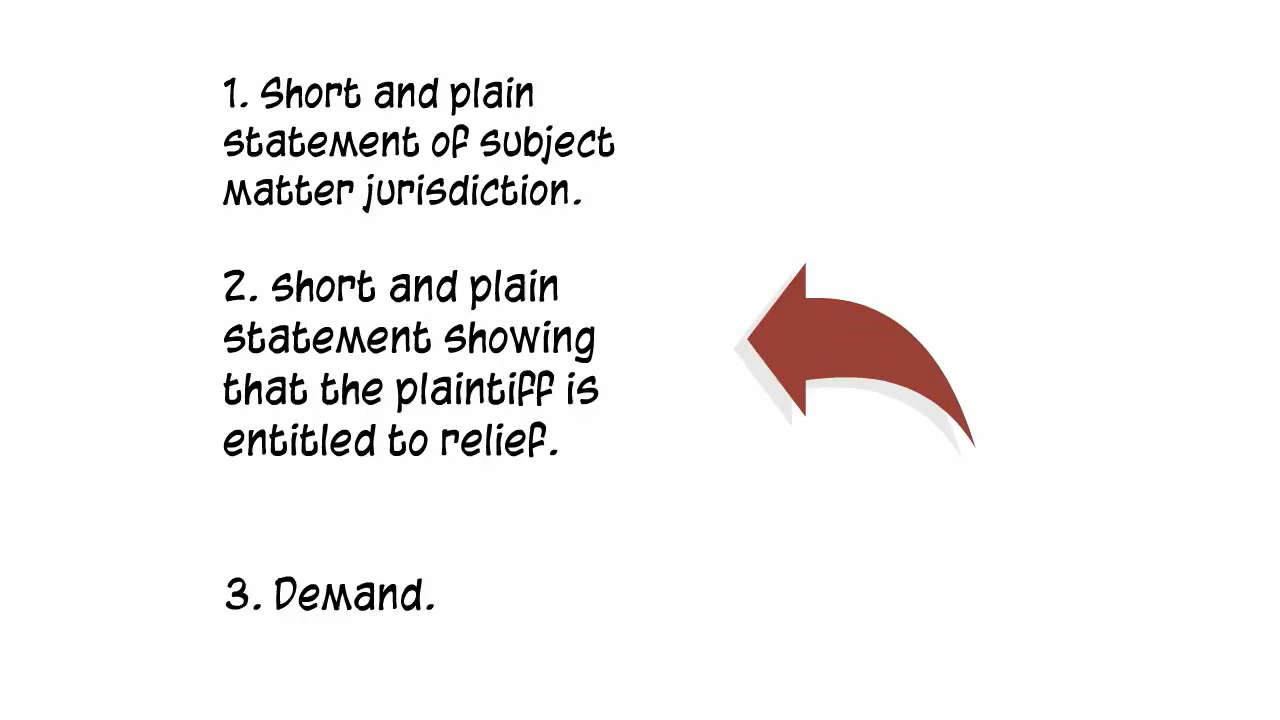 1. Short and plain
statement of subject
matter jurisdiction.
2. Short and plain
statement showing
that the plaintiff is
entitled to relief.
3. Demand.